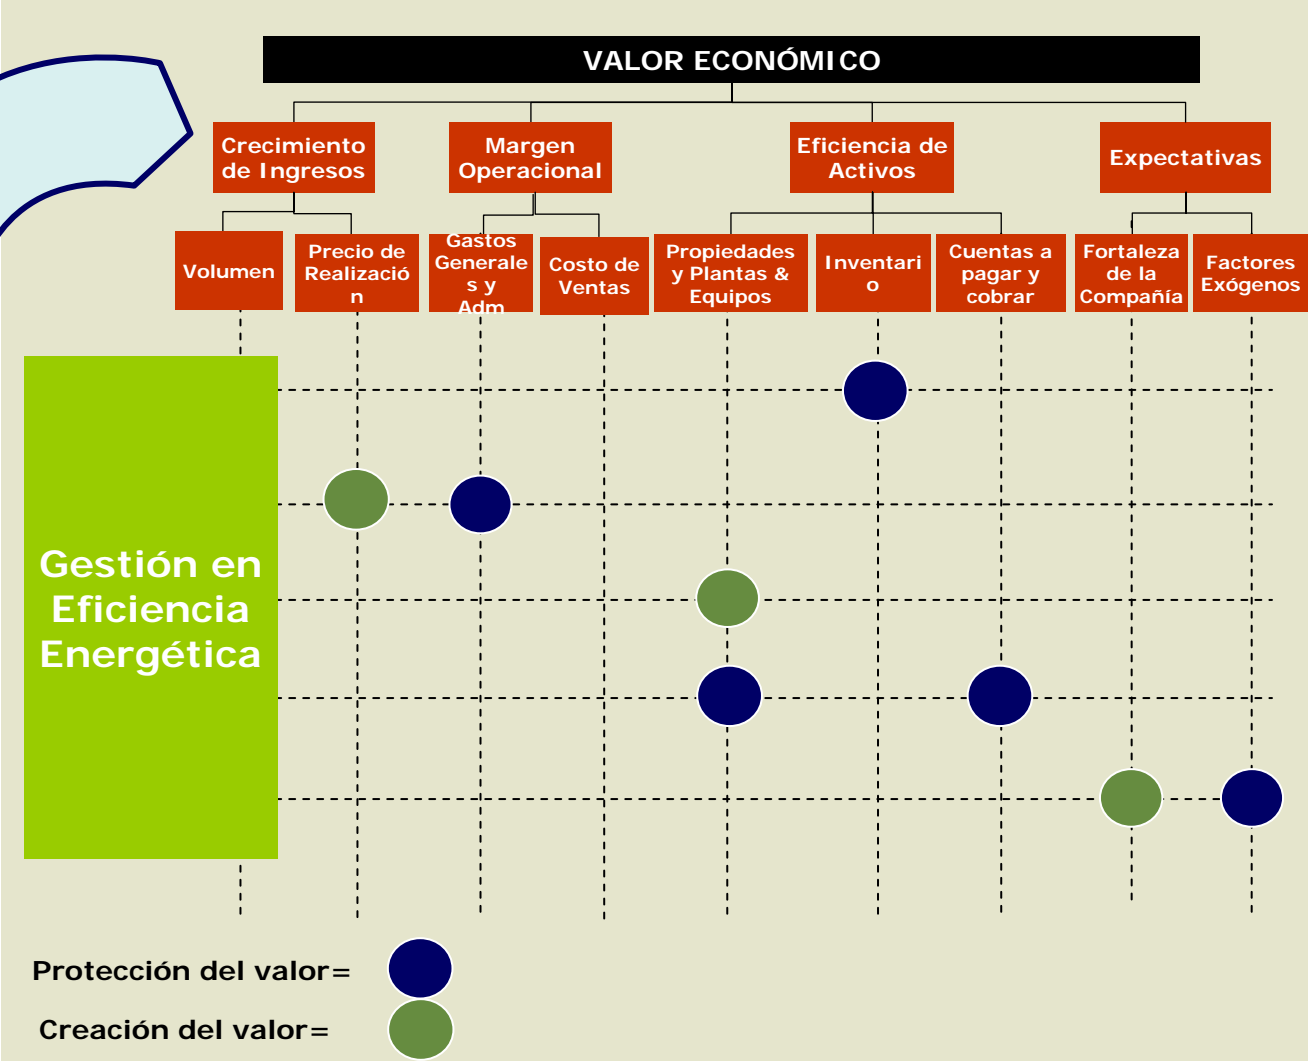 VALOR ECONÓMICO
Crecimiento
de Ingresos
Margen
Operacional
Eficiencia de
Activos
Expectativas
Volumen
Precio de
Realizació
n
Gastos
Generale
s y
Adm
Costo de
Ventas
Propiedades
y Plantas &
Equipos
Inventari
o
Cuentas a
pagar y
cobrar
Fortaleza
de la
Compañía
Factores
Exógenos
Gestión en
Eficiencia
Energética
Protección del valor=
Creación del valor=